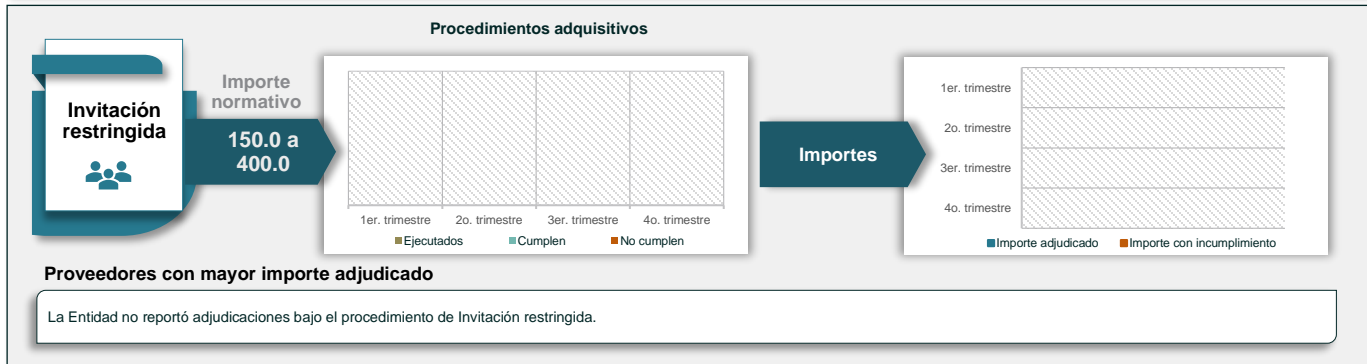 Procedimientos adquisitivos
Invitación
restringida
Importe
normativo
150.0 a
400.0
1er. trimestre
2o. trimestre
3er. trimestre
4o. trimestre
Ejecutados
Cumplen
No cumplen
Importes
1er. trimestre
2o. trimestre
3er. trimestre
4o. trimestre
Importe adjudicado
Importe con incumplimiento
Proveedores con mayor importe adjudicado
La Entidad no reportó adjudicaciones bajo el procedimiento de Invitación restringida.